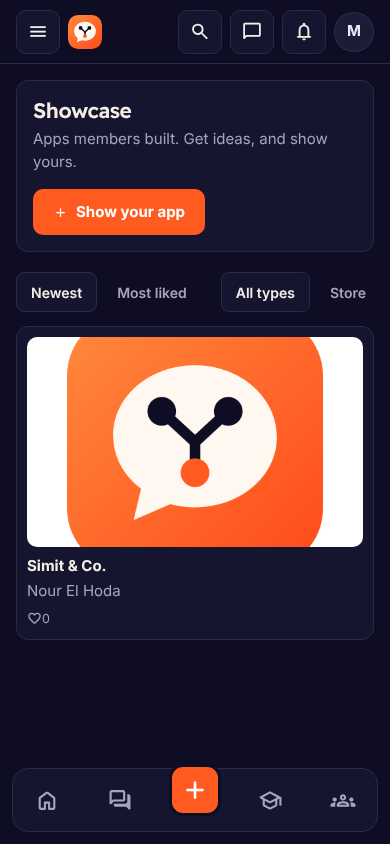 M
Showcase
Apps members built. Get ideas, and show
yours.
+ Show your app
Newest
Most liked
All types
Store
Simit & Co.
Nour El Hoda
0